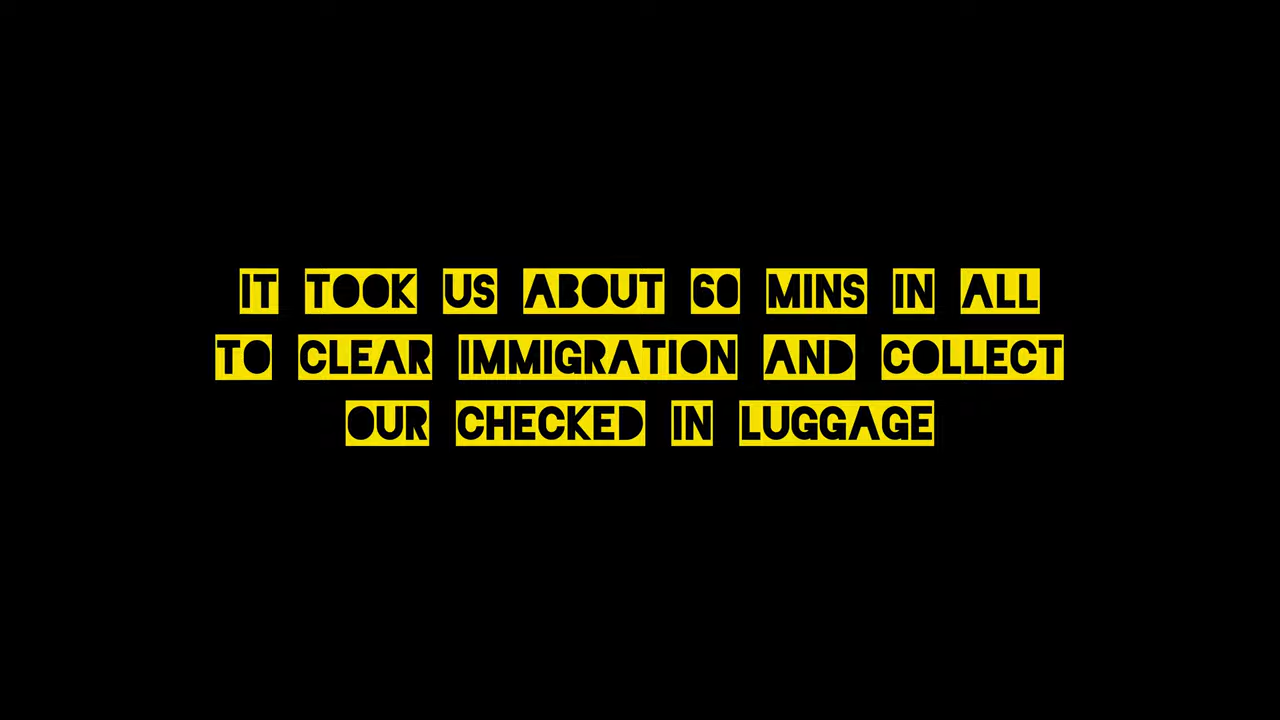 IT TOOK US ABOUT 60 MINS IN ALL
TO CLEAR IMMIGRATION AND COLLECT
OUR CHECKED IN LUGGAGE